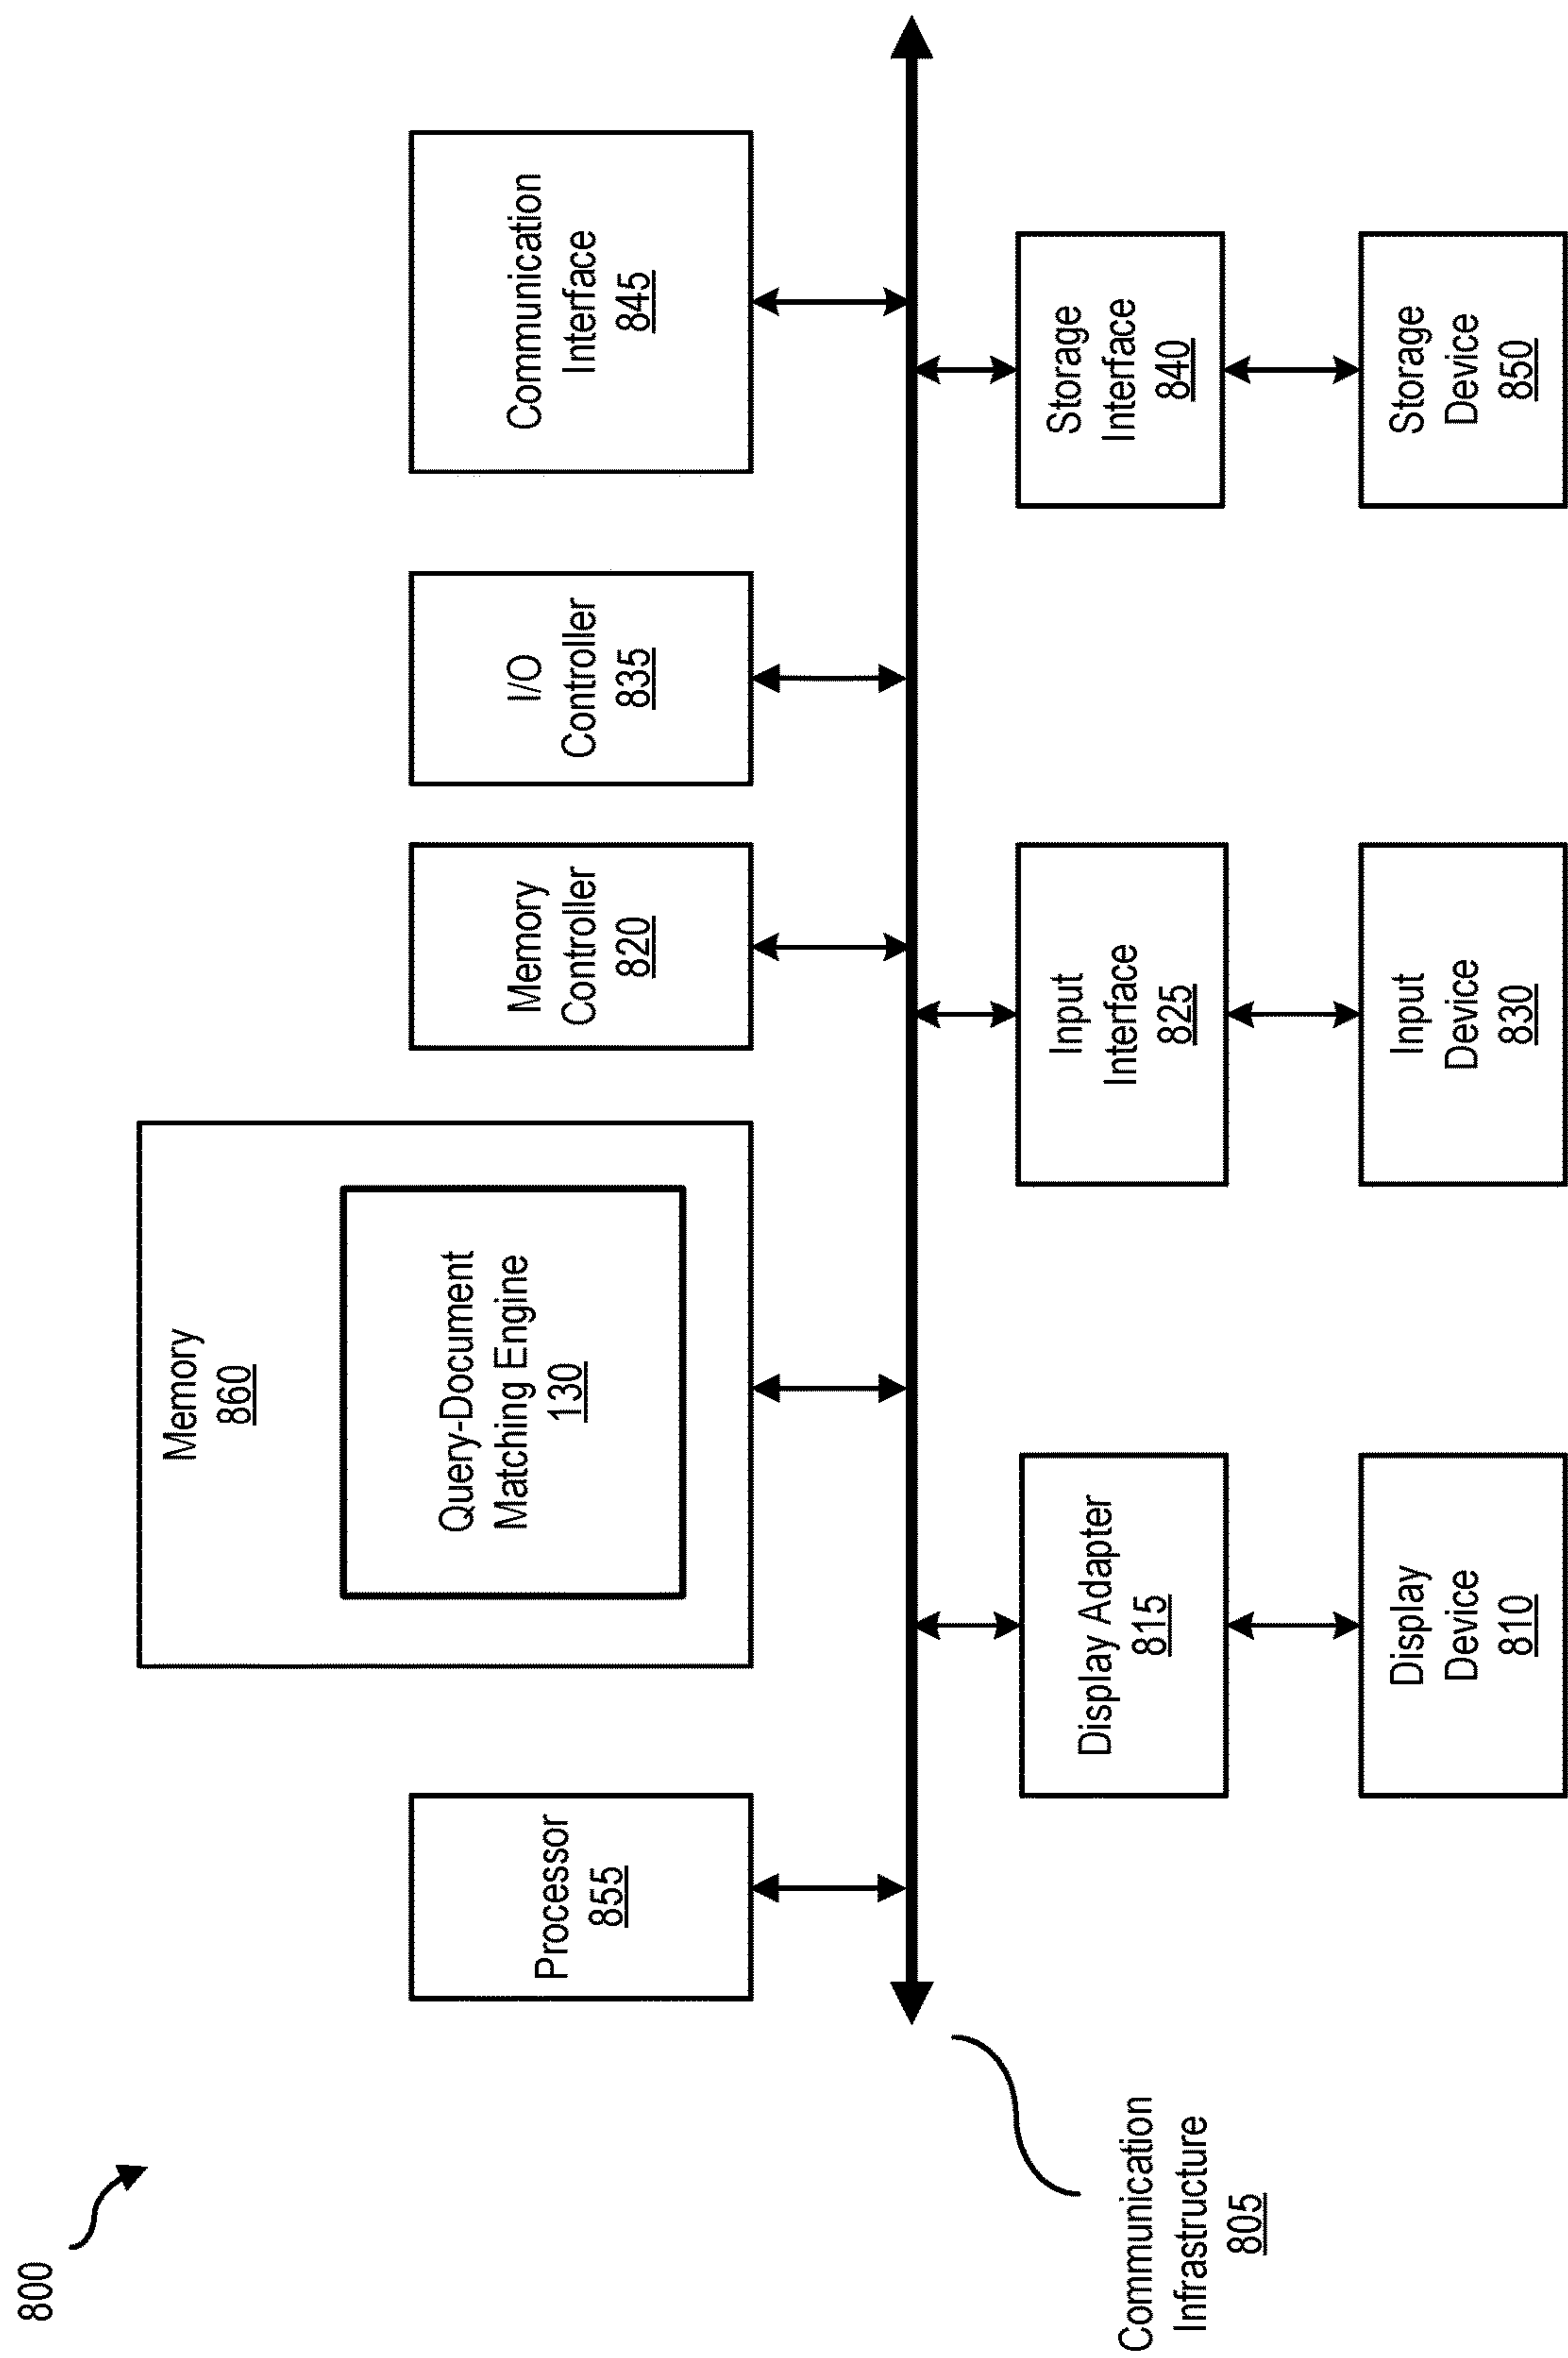 800
Processor
855
Memory
860
Query-Document
Matching Engine
130
Memory
Controller
820
I/O
Controller
835
Communication
Interface
845
Communication
Infrastructure
805
Display Adapter
815
Input
Interface
825
Storage
Interface
840
Display
Device
810
Input
Device
830
Storage
Device
850